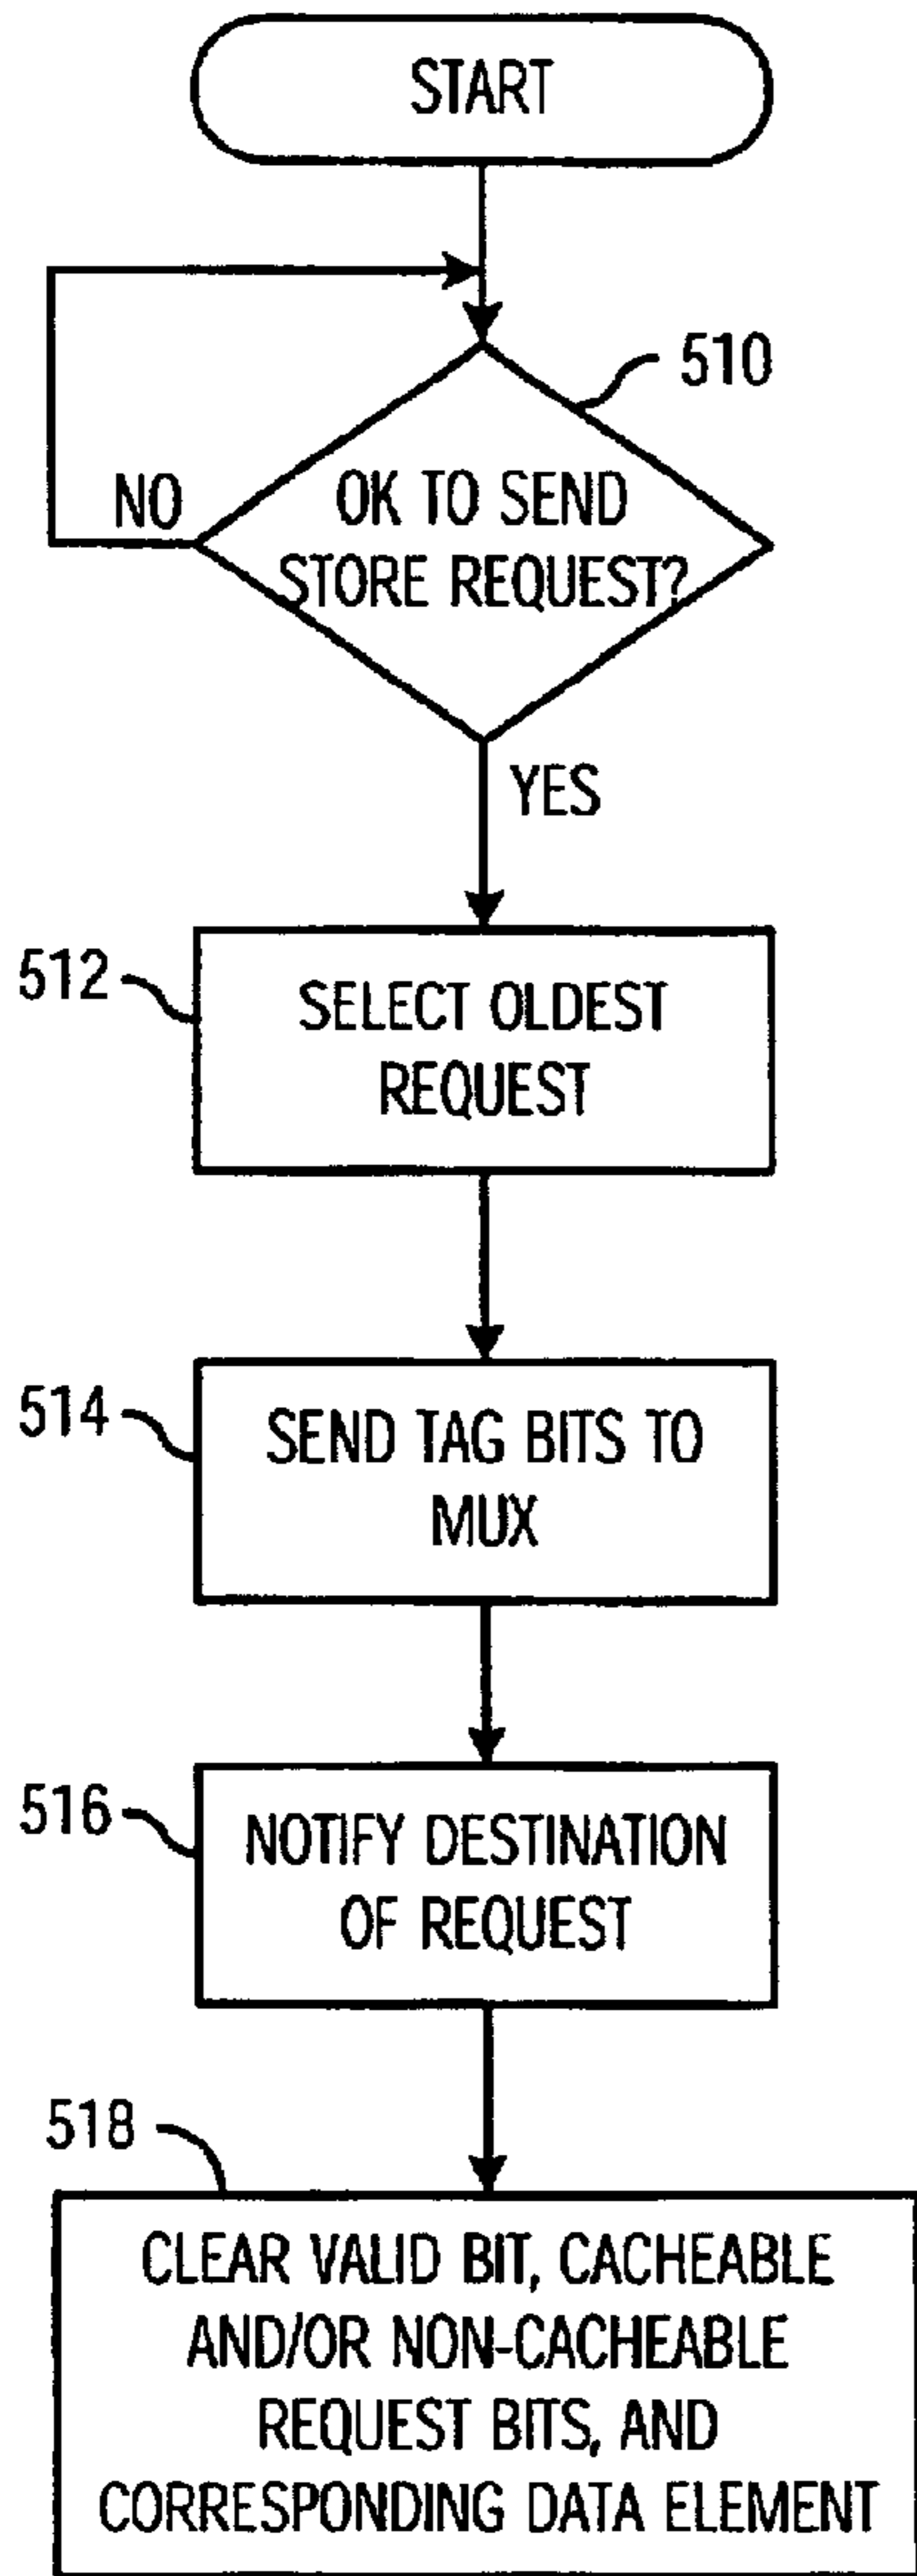 START
510
NO
OK TO SEND
STORE REQUEST?
YES
512
SELECT OLDEST
REQUEST
514
SEND TAG BITS TO
MUX
516
NOTIFY DESTINATION
OF REQUEST
518
CLEAR VALID BIT, CACHEABLE
AND/OR NON-CACHEABLE
REQUEST BITS, AND
CORRESPONDING DATA ELEMENT